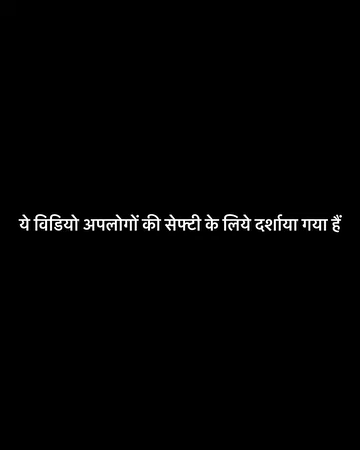 ये विडियो अपलोगों की सेफ्टी के लिये दर्शाया गया हैं